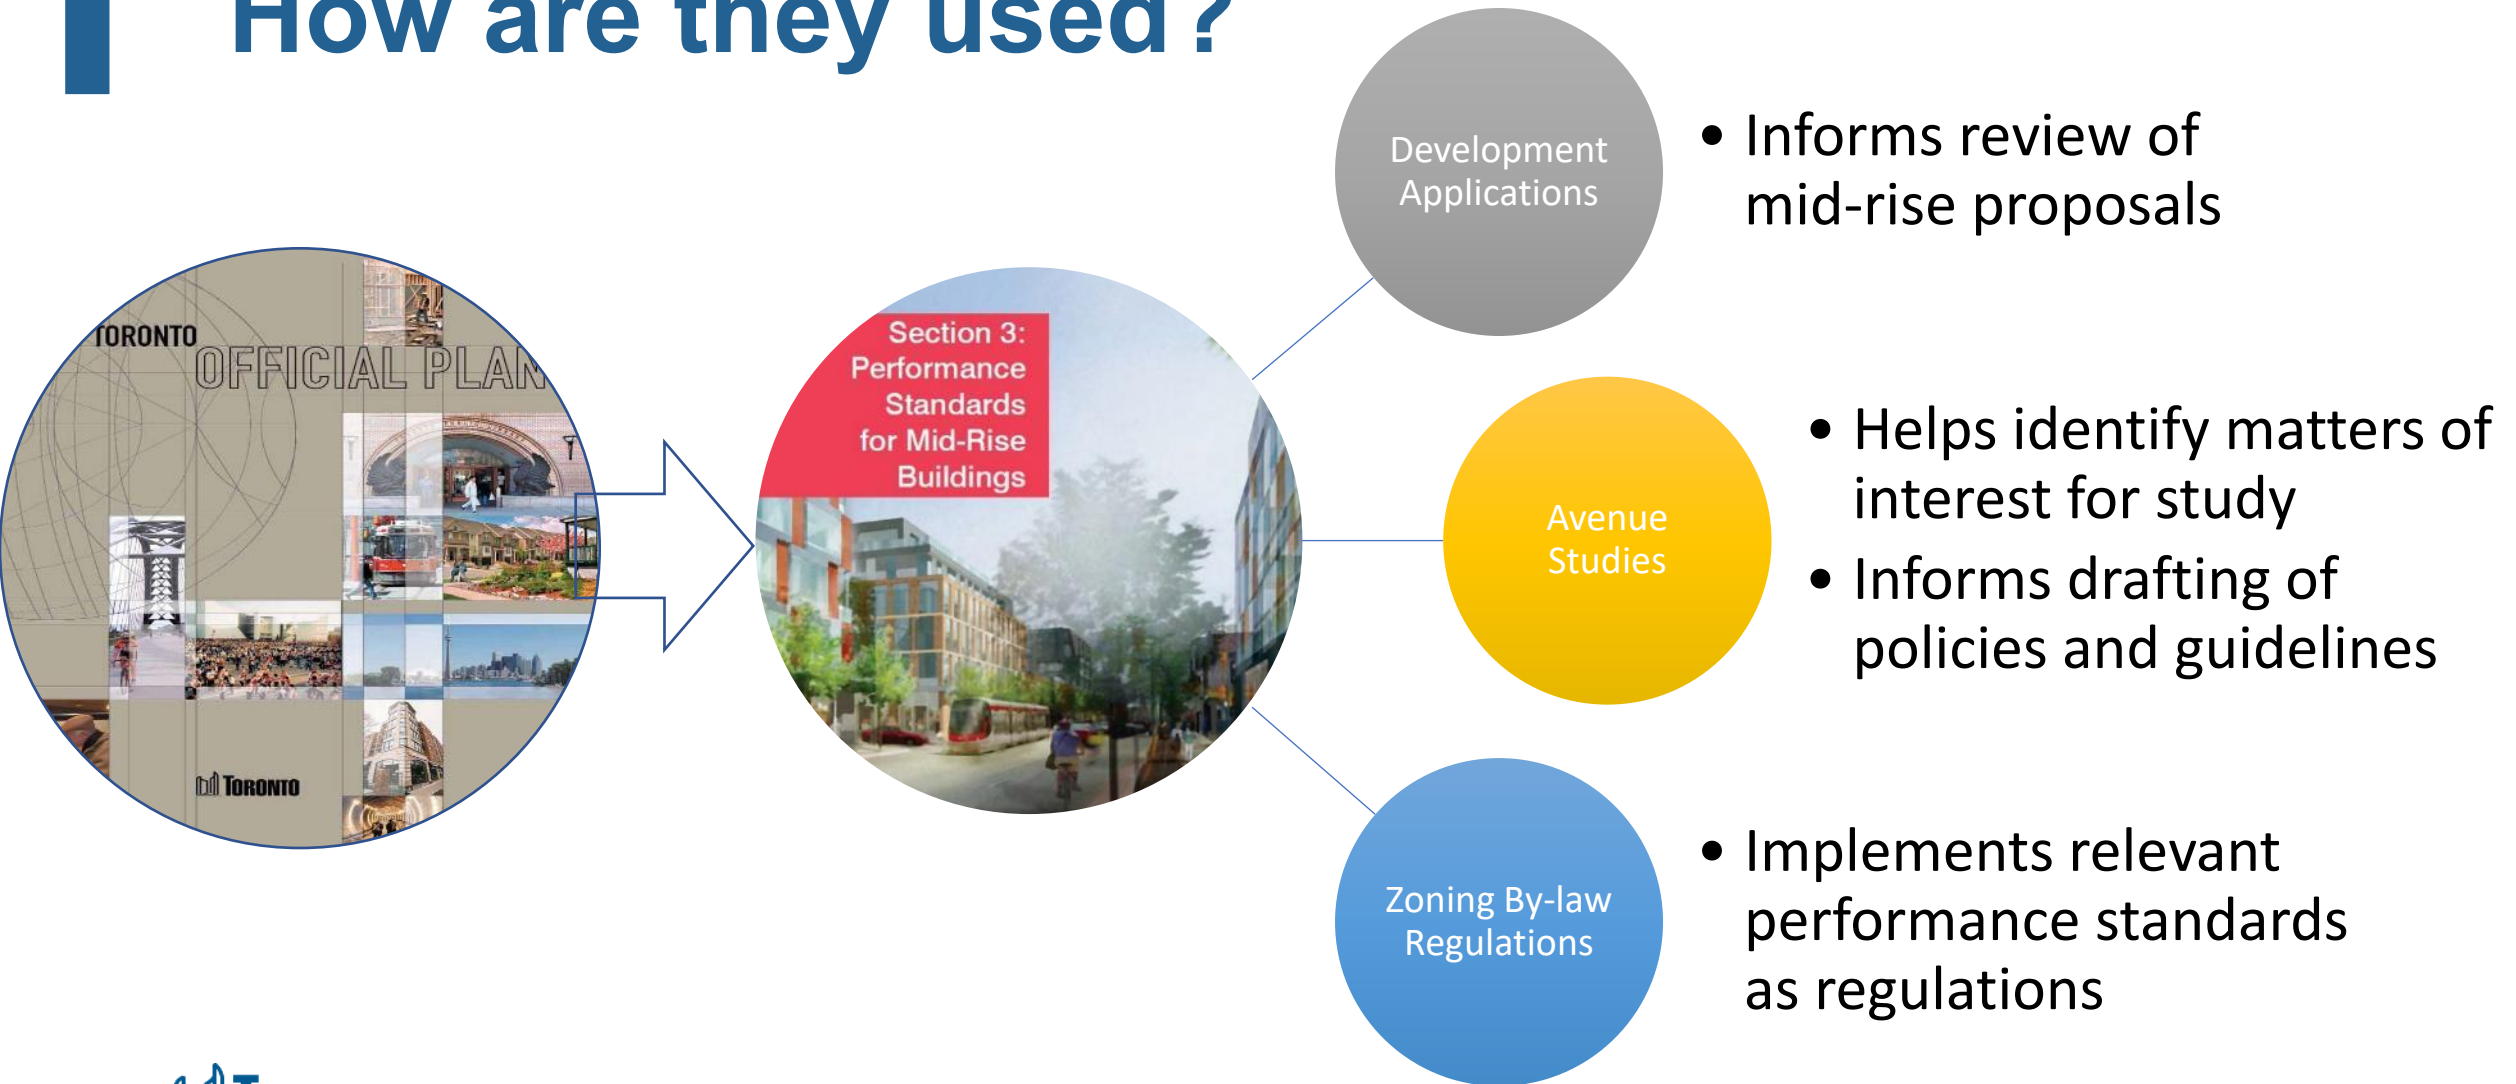 How are they used?
TORONTO
OFFICIAL PLAN
TORONTO
Section 3:
Performance
Standards
for Mid-Rise
Buildings
Development
Applications
• Informs review of
mid-rise proposals
Avenue
Studies
• Helps identify matters of
interest for study
• Informs drafting of
policies and guidelines
Zoning By-law
Regulations
• Implements relevant
performance standards
as regulations